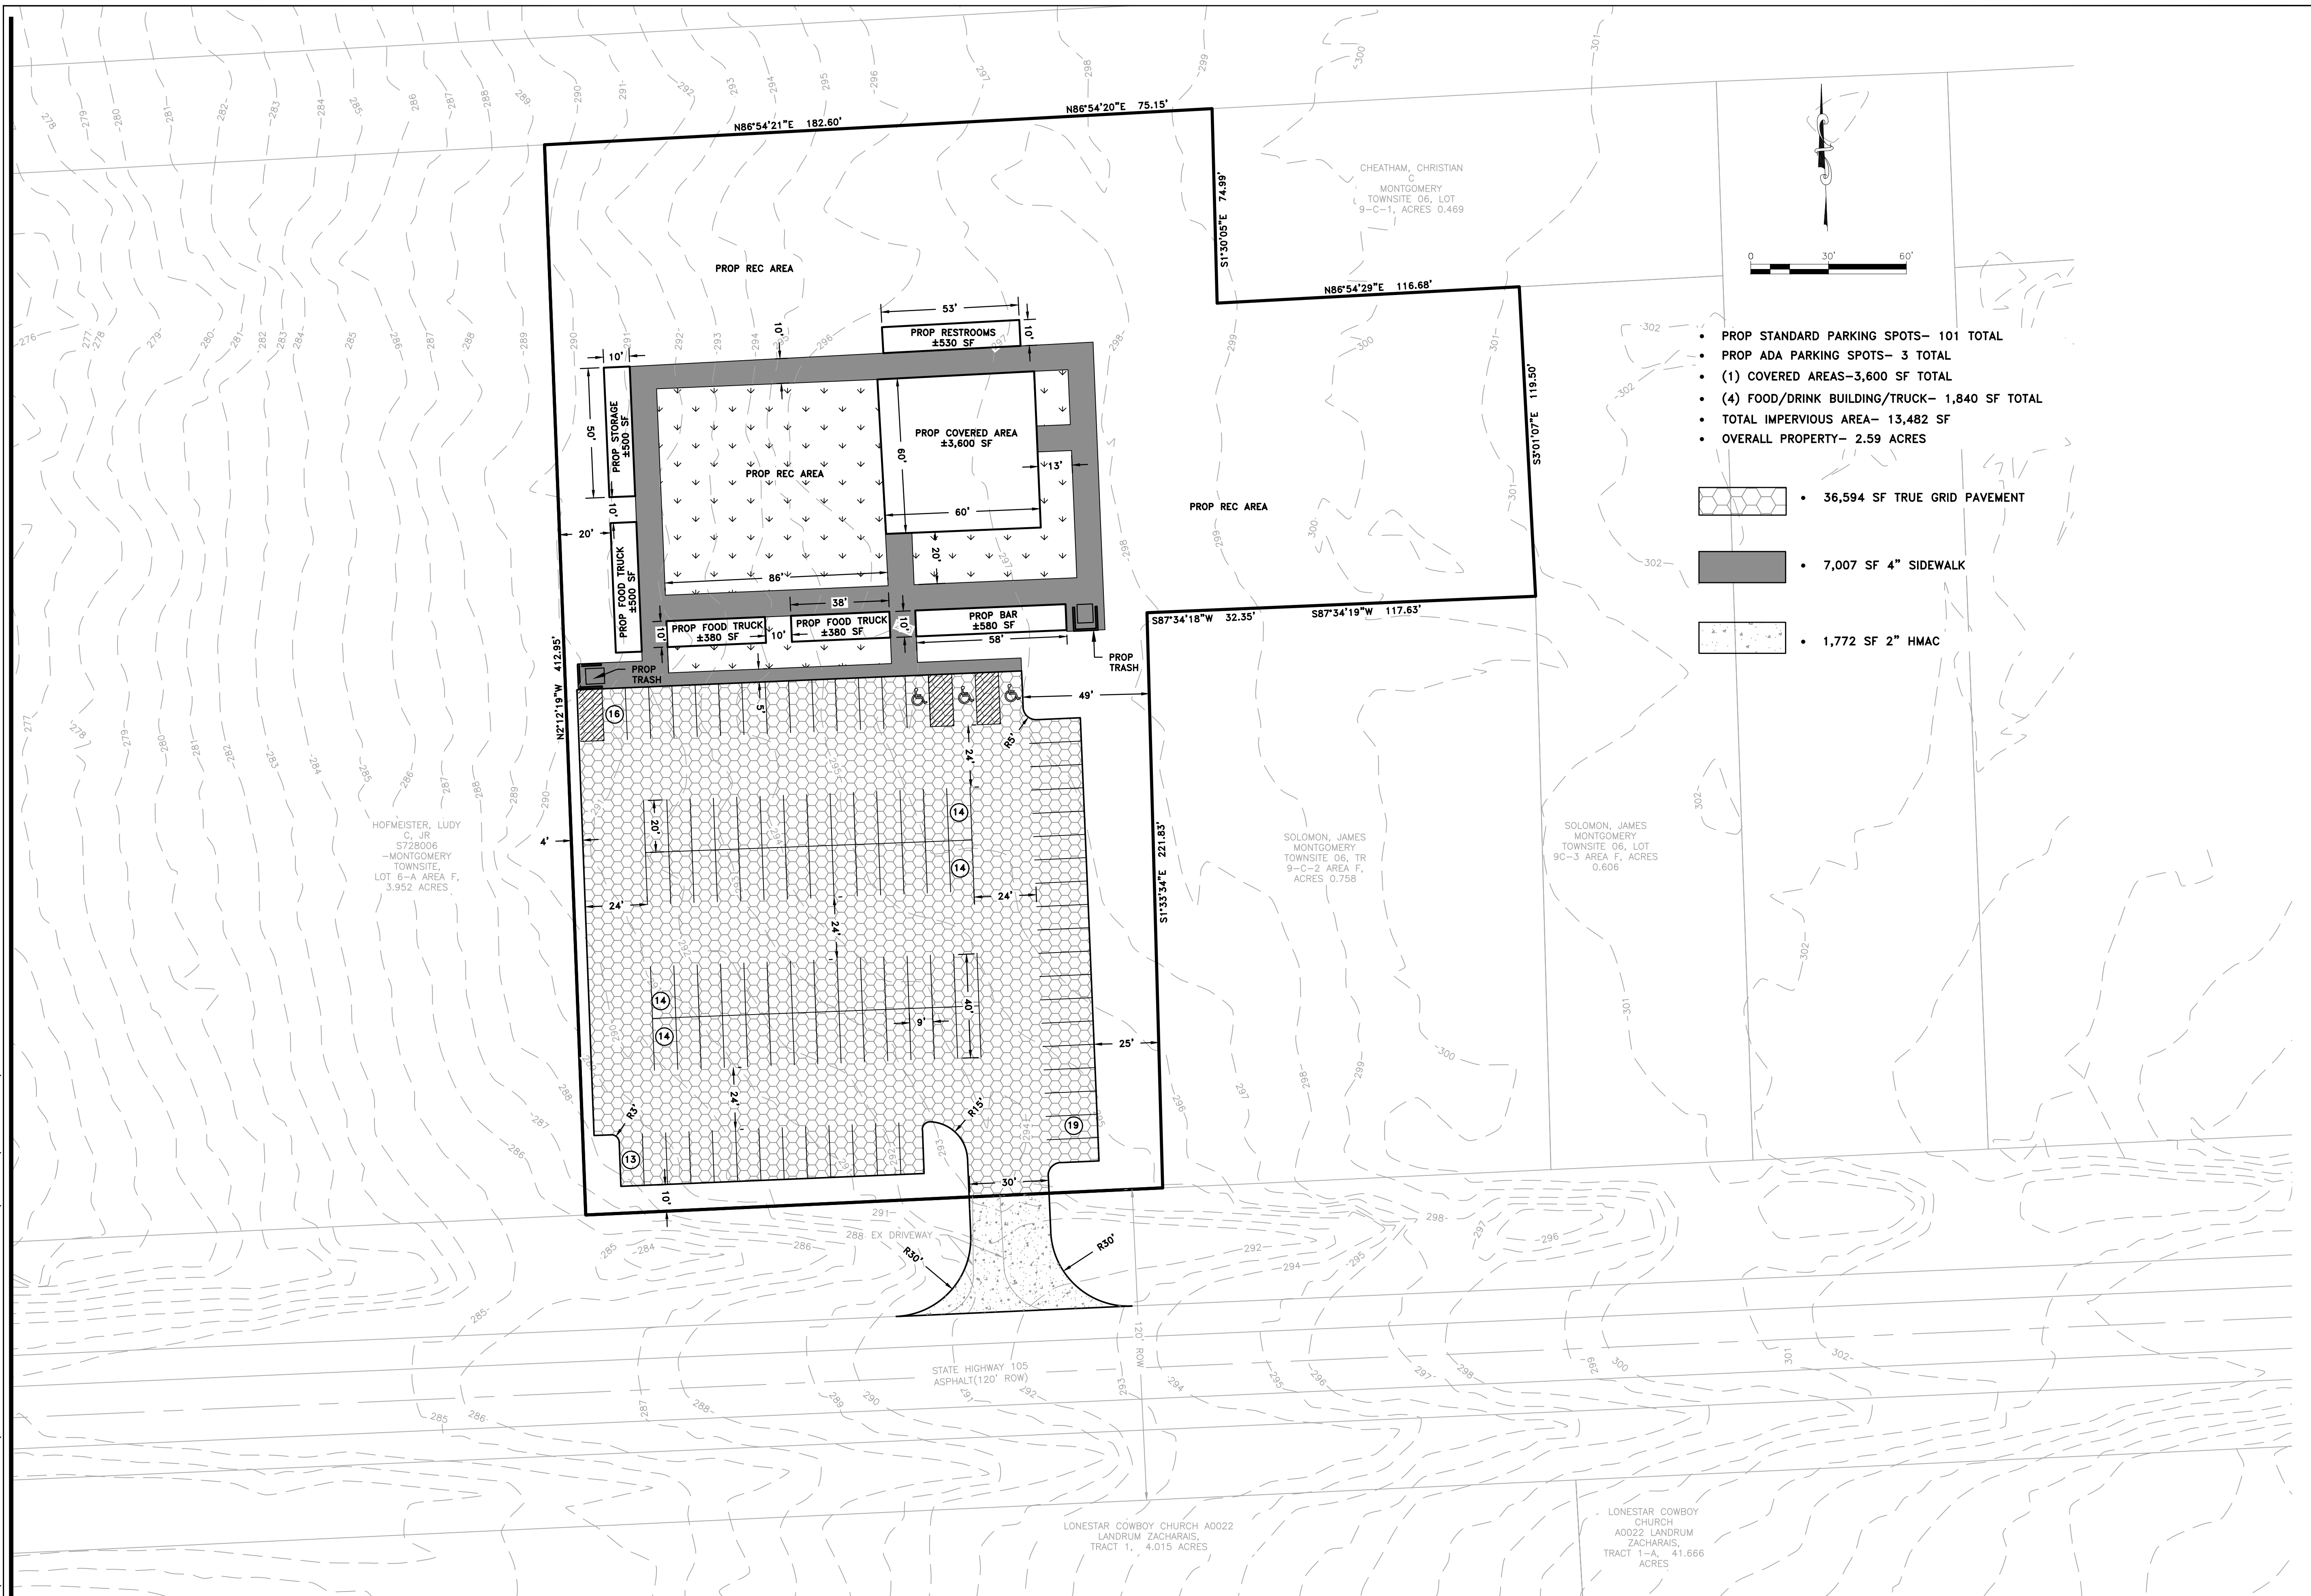 N86°54'21"E 182.60'
N86°54'20"E 75.15'
S1°30'05"E 74.99'
N86°54'29"E 116.68'
S3°01'07"E 119.50'
S87°34'18"W 32.35'
S87°34'19"W 117.63'
S1°33'34"E 221.83'
N2°12'19"W 412.95'
CHEATHAM, CHRISTIAN
C
MONTGOMERY
TOWNSITE 06, LOT
9-C-1, ACRES 0.469
0 30' 60'
• PROP STANDARD PARKING SPOTS- 101 TOTAL
• PROP ADA PARKING SPOTS- 3 TOTAL
• (1) COVERED AREAS-3,600 SF TOTAL
• (4) FOOD/DRINK BUILDING/TRUCK- 1,840 SF TOTAL
• TOTAL IMPERVIOUS AREA- 13,482 SF
• OVERALL PROPERTY- 2.59 ACRES
• 36,594 SF TRUE GRID PAVEMENT
• 7,007 SF 4" SIDEWALK
• 1,772 SF 2" HMAC
PROP REC AREA
53'
PROP RESTROOMS
±530 SF
10'
10'
10'
50'
PROP STORAGE
±500 SF
10'
20'
PROP FOOD TRUCK
±500 SF
PROP REC AREA
86'
PROP COVERED AREA
±3,600 SF
60'
60'
13'
20'
PROP REC AREA
38'
10'
PROP FOOD TRUCK
±380 SF
10'
PROP FOOD TRUCK
±380 SF
10'
PROP BAR
±580 SF
58'
PROP
TRASH
PROP
TRASH
16
5'
49'
R5'
24'
14
20'
14
4'
24'
24'
24'
14
14
9'
40'
25'
24'
R3'
R15'
13
19
10'
30'
EX DRIVEWAY
R30'
R30'
HOFMEISTER, LUDY
C, JR
S728006
-MONTGOMERY
TOWNSITE,
LOT 6-A AREA F,
3.952 ACRES
SOLOMON, JAMES
MONTGOMERY
TOWNSITE 06, TR
9-C-2 AREA F,
ACRES 0.758
SOLOMON, JAMES
MONTGOMERY
TOWNSITE 06, LOT
9C-3 AREA F, ACRES
0.606
120' ROW
STATE HIGHWAY 105
ASPHALT(120' ROW)
LONESTAR COWBOY CHURCH A0022
LANDRUM ZACHARAIS,
TRACT 1, 4.015 ACRES
LONESTAR COWBOY
CHURCH
A0022 LANDRUM
ZACHARAIS,
TRACT 1-A, 41.666
ACRES